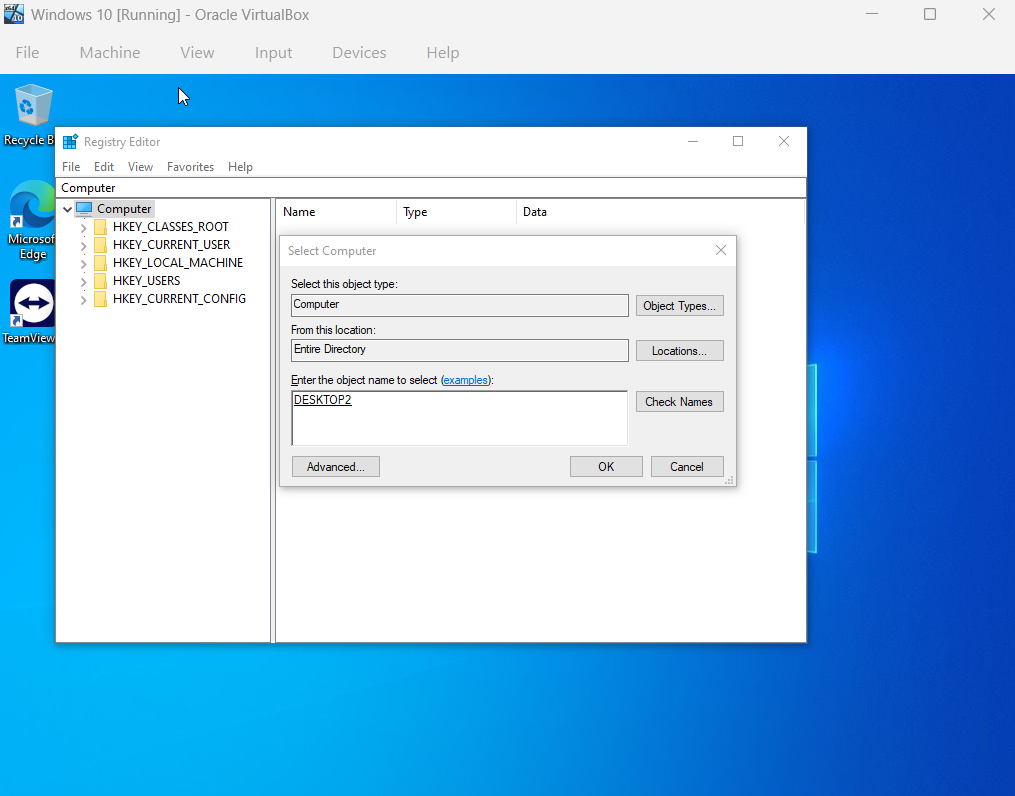 Windows 10 [Running] - Oracle VirtualBox
File Machine View Input Devices Help
Recycle B
Microsof
Edge
TeamView
Registry Editor
File Edit View Favorites Help
Computer
Computer
HKEY_CLASSES_ROOT
HKEY_CURRENT_USER
HKEY_LOCAL_MACHINE
HKEY_USERS
HKEY_CURRENT_CONFIG
Name Type Data
Select Computer
Select this object type:
Computer
Object Types...
From this location:
Entire Directory
Locations...
Enter the object name to select (examples):
DESKTOP2
Check Names
Advanced...
OK
Cancel